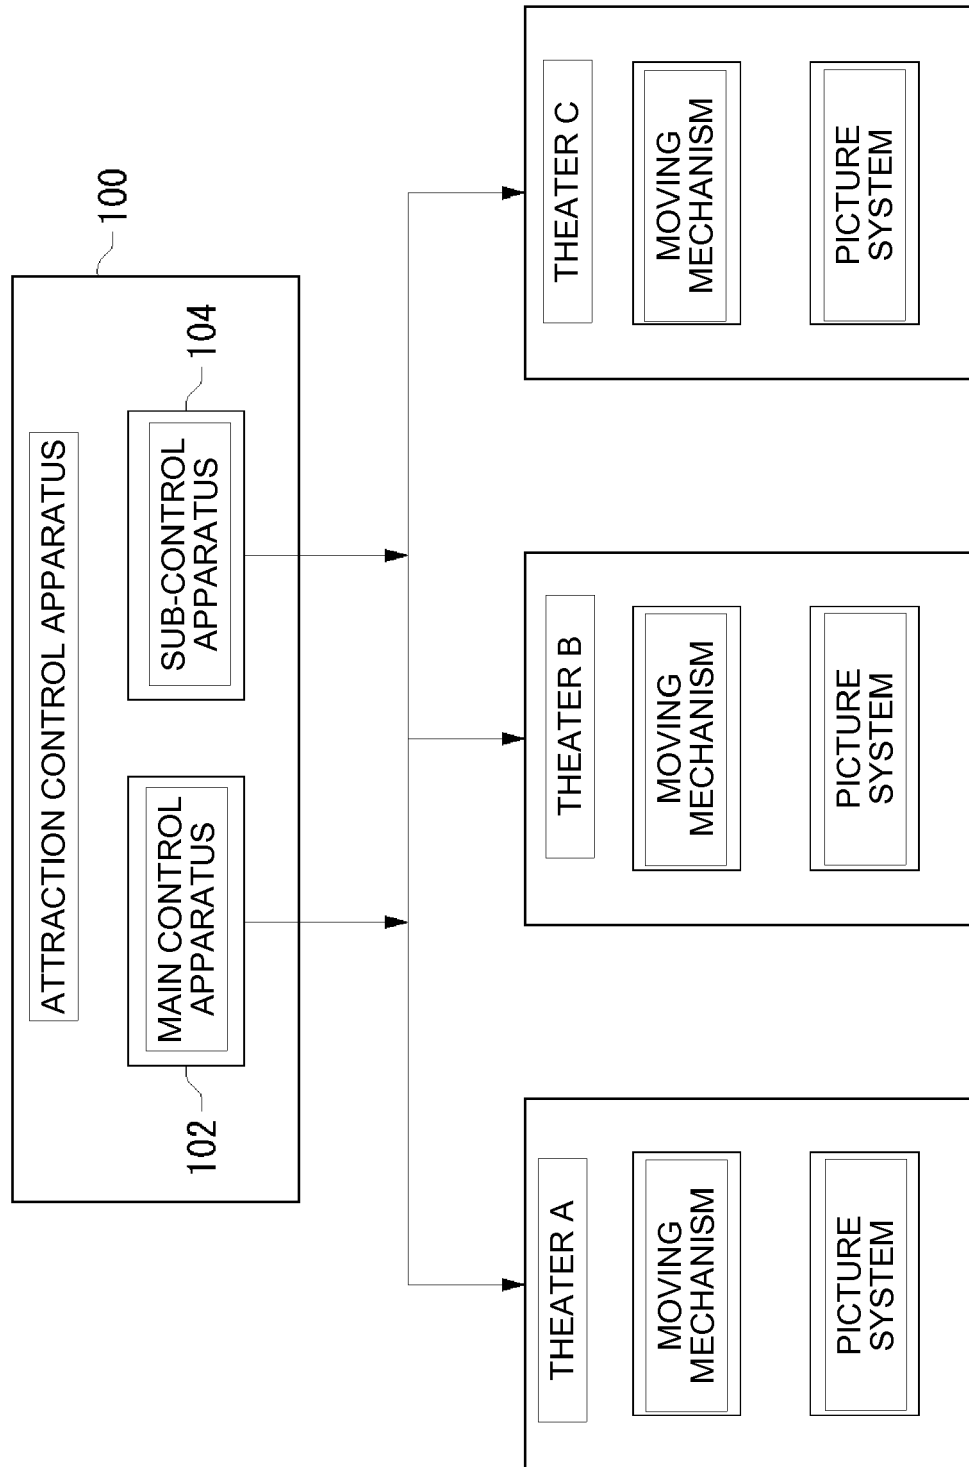 100
ATTRACTION CONTROL APPARATUS
102
MAIN CONTROL
APPARATUS
SUB-CONTROL
APPARATUS
104
THEATER A
MOVING
MECHANISM
PICTURE
SYSTEM
THEATER B
MOVING
MECHANISM
PICTURE
SYSTEM
THEATER C
MOVING
MECHANISM
PICTURE
SYSTEM